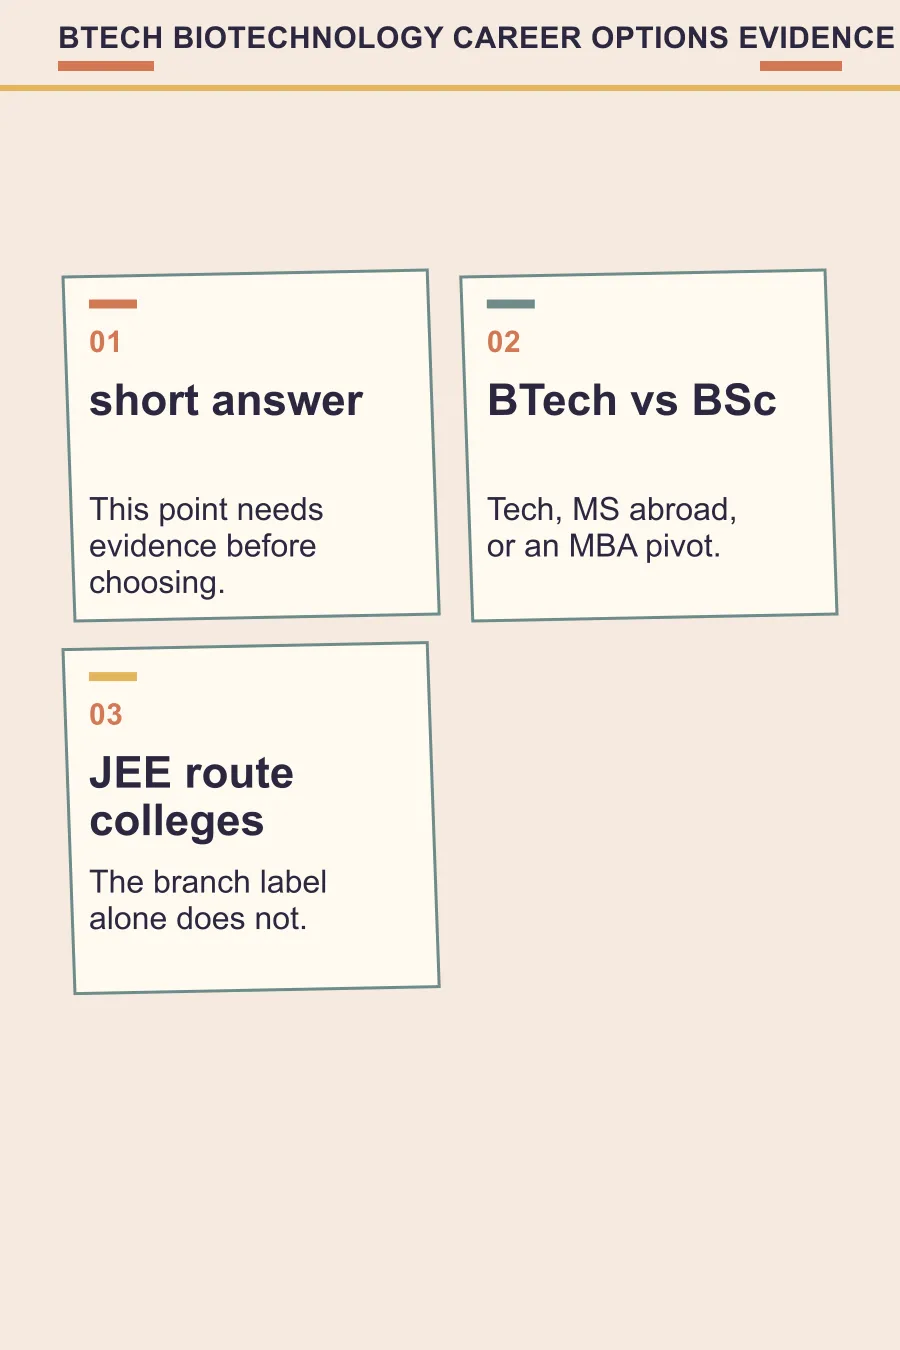 BTECH BIOTECHNOLOGY CAREER OPTIONS EVIDENCE
01
short answer
This point needs
evidence before
choosing.
02
BTech vs BSc
Tech, MS abroad,
or an MBA pivot.
03
JEE route
colleges
The branch label
alone does not.